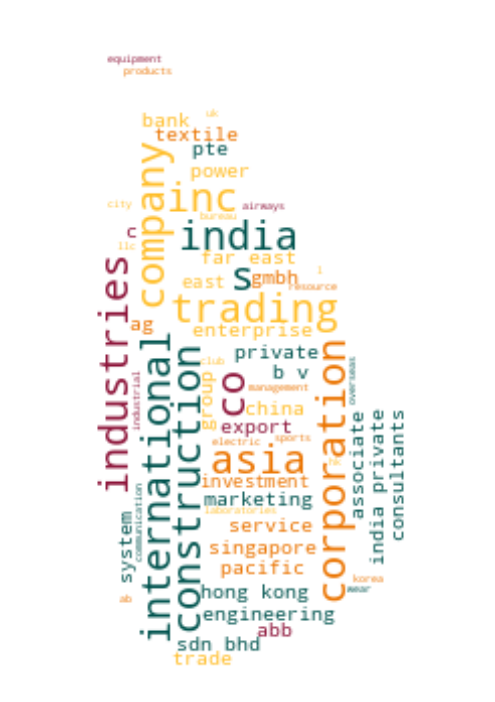 equipment
products
uk
bank
textile
pte
company
power
inc
city
airways
bureau
c
india
llc
far east
industries
s
gmbh
l
east
resource
trading
ag
enterprise
international
construction
private
corporation
club
overseas
b v
industrial
co
management
group
china
associate
india private
consultants
export
electric
sports
asia
hk
investment
system
communication
marketing
laboratories
service
singapore
pacific
korea
wear
hong kong
ab
engineering
abb
sdn bhd
trade